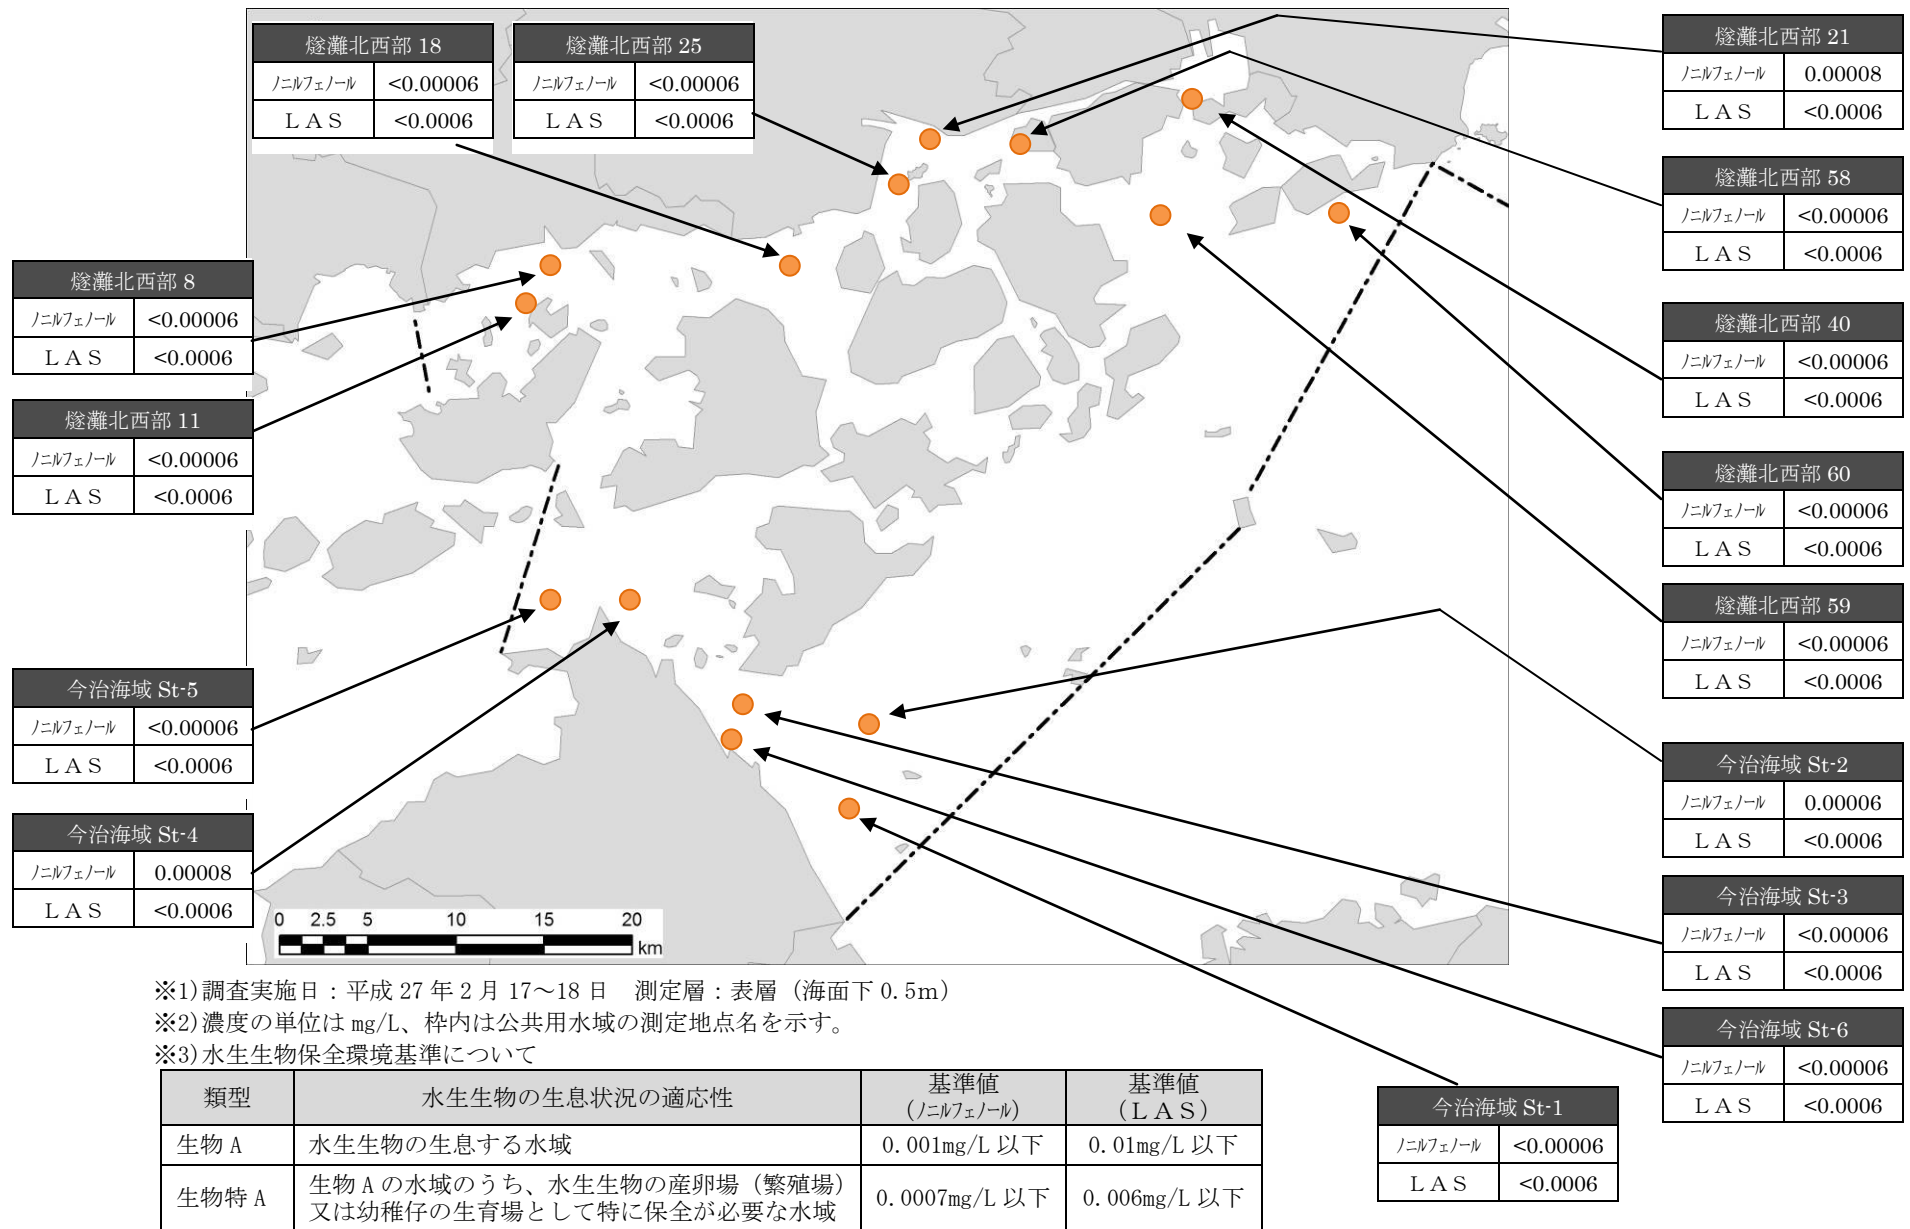 燧灘北西部 18
ノニルフェノール <0.00006
ＬＡＳ <0.0006
燧灘北西部 25
ノニルフェノール <0.00006
ＬＡＳ <0.0006
燧灘北西部 21
ノニルフェノール 0.00008
ＬＡＳ <0.0006
燧灘北西部 58
ノニルフェノール <0.00006
ＬＡＳ <0.0006
燧灘北西部 8
ノニルフェノール <0.00006
ＬＡＳ <0.0006
燧灘北西部 40
ノニルフェノール <0.00006
ＬＡＳ <0.0006
燧灘北西部 11
ノニルフェノール <0.00006
ＬＡＳ <0.0006
燧灘北西部 60
ノニルフェノール <0.00006
ＬＡＳ <0.0006
燧灘北西部 59
ノニルフェノール <0.00006
ＬＡＳ <0.0006
今治海域 St-5
ノニルフェノール <0.00006
ＬＡＳ <0.0006
今治海域 St-2
ノニルフェノール 0.00006
ＬＡＳ <0.0006
今治海域 St-4
ノニルフェノール 0.00008
ＬＡＳ <0.0006
今治海域 St-3
ノニルフェノール <0.00006
ＬＡＳ <0.0006
今治海域 St-6
ノニルフェノール <0.00006
ＬＡＳ <0.0006
今治海域 St-1
ノニルフェノール <0.00006
ＬＡＳ <0.0006
0 2.5 5 10 15 20
km
※1)調査実施日：平成 27 年 2 月 17～18 日　測定層：表層（海面下 0.5m）
※2)濃度の単位は mg/L、枠内は公共用水域の測定地点名を示す。
※3)水生生物保全環境基準について
類型 水生生物の生息状況の適応性 基準値 基準値
（ノニルフェノール） （ＬＡＳ）
生物 A 水生生物の生息する水域 0.001mg/L 以下 0.01mg/L 以下
生物特 A 生物 A の水域のうち、水生生物の産卵場（繁殖場） 0.0007mg/L 以下 0.006mg/L 以下
又は幼稚仔の生育場として特に保全が必要な水域